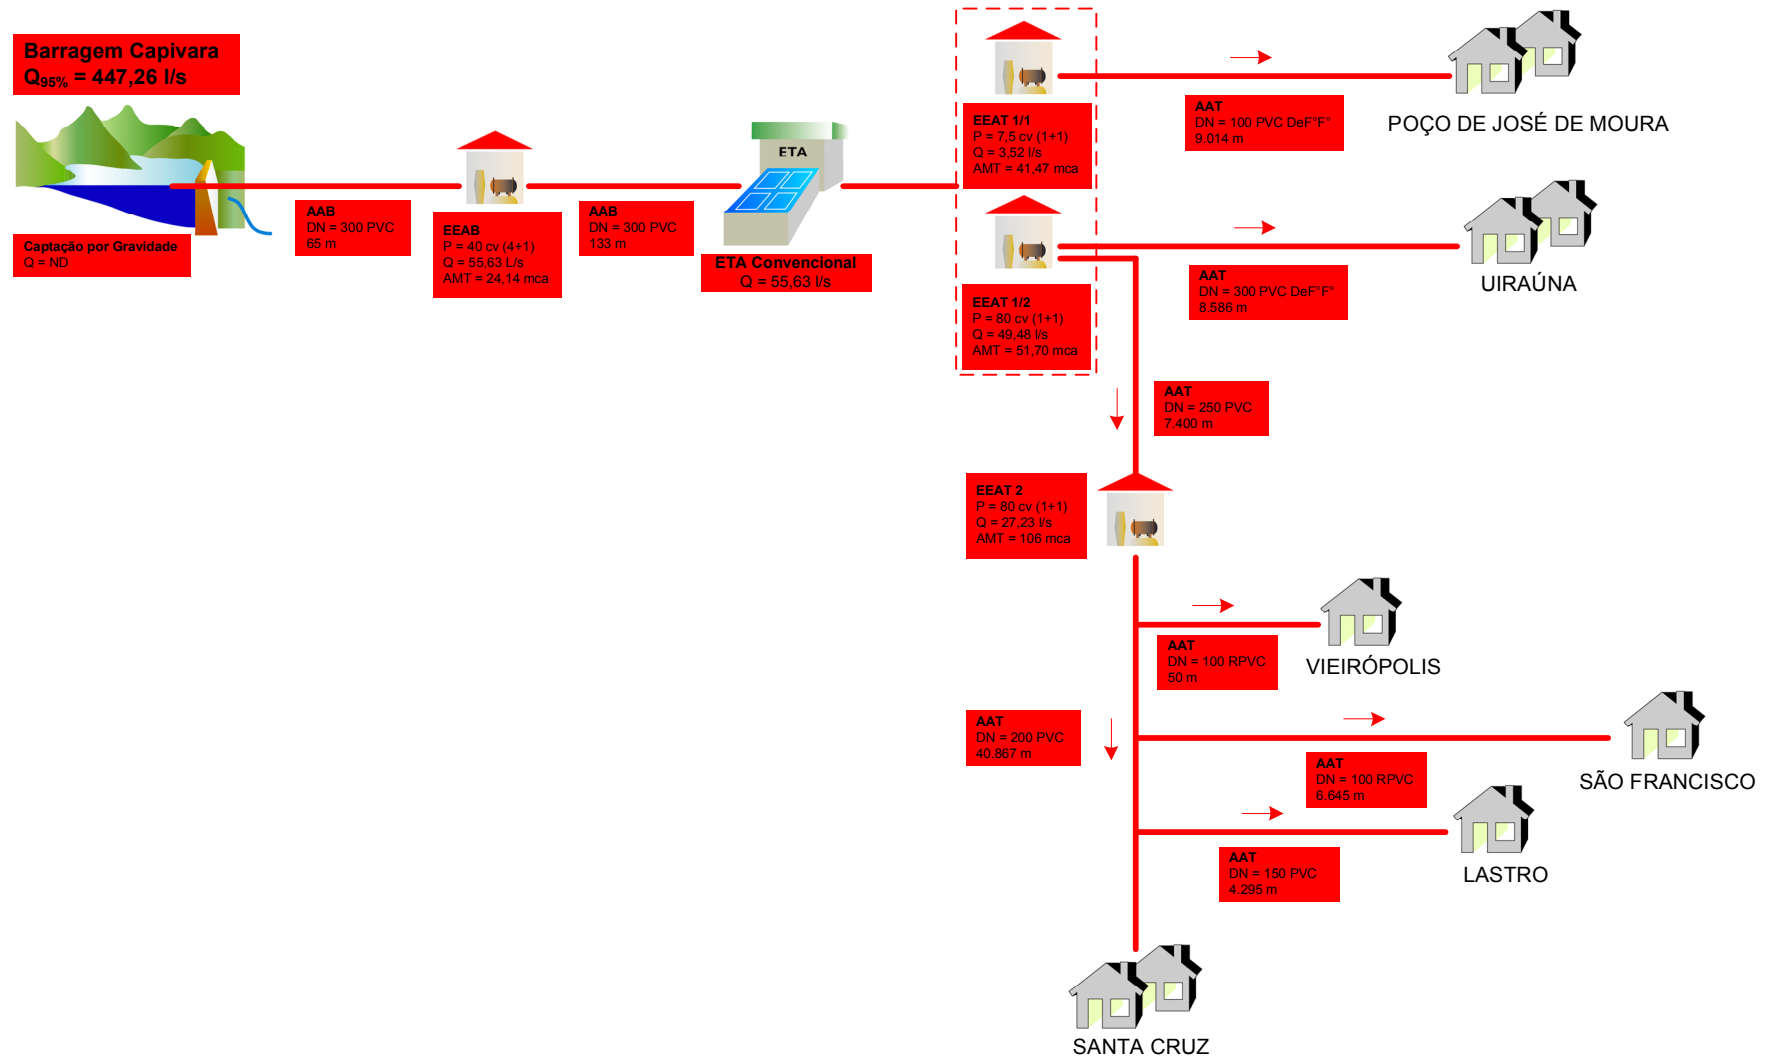 Barragem Capivara
Q95% = 447,26 l/s
Captação por Gravidade
Q = ND
AAB
DN = 300 PVC
65 m
EEAB
P = 40 cv (4+1)
Q = 55,63 L/s
AMT = 24,14 mca
AAB
DN = 300 PVC
133 m
ETA
ETA Convencional
Q = 55,63 l/s
EEAT 1/1
P = 7,5 cv (1+1)
Q = 3,52 l/s
AMT = 41,47 mca
AAT
DN = 100 PVC DeF°F°
9.014 m
POÇO DE JOSÉ DE MOURA
EEAT 1/2
P = 80 cv (1+1)
Q = 49,48 l/s
AMT = 51,70 mca
AAT
DN = 300 PVC DeF°F°
8.586 m
UIRAÚNA
AAT
DN = 250 PVC
7.400 m
EEAT 2
P = 80 cv (1+1)
Q = 27,23 l/s
AMT = 106 mca
AAT
DN = 100 RPVC
50 m
VIEIRÓPOLIS
AAT
DN = 200 PVC
40.867 m
AAT
DN = 100 RPVC
6.645 m
SÃO FRANCISCO
AAT
DN = 150 PVC
4.295 m
LASTRO
SANTA CRUZ